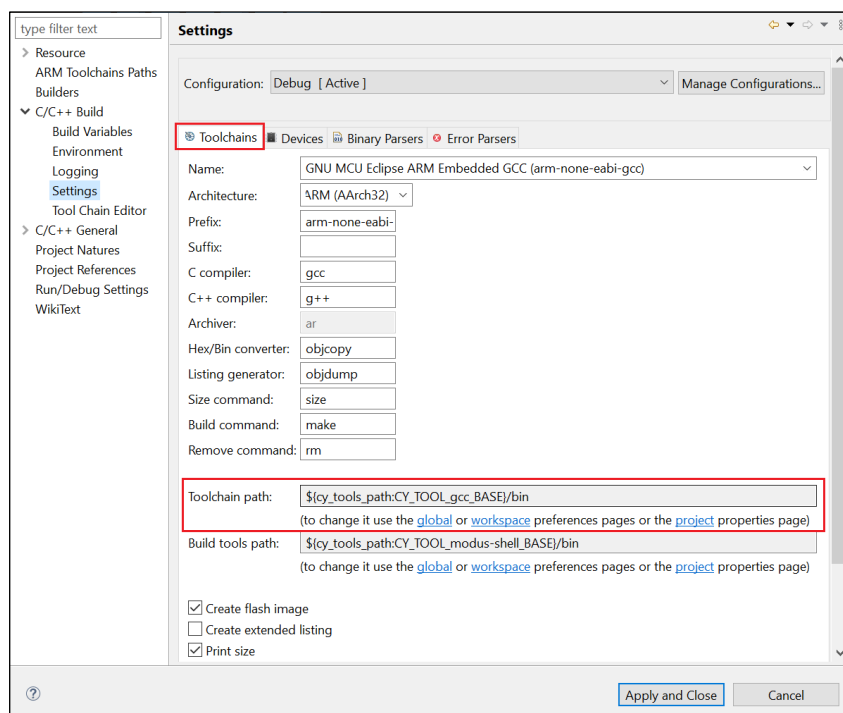 type filter text
Resource
ARM Toolchains Paths
Builders
C/C++ Build
Build Variables
Environment
Logging
Settings
Tool Chain Editor
C/C++ General
Project Natures
Project References
Run/Debug Settings
WikiText
Settings
Configuration: Debug [ Active ] Manage Configurations...
Toolchains Devices Binary Parsers Error Parsers
Name: GNU MCU Eclipse ARM Embedded GCC (arm-none-eabi-gcc)
Architecture: ARM (AArch32)
Prefix: arm-none-eabi-
Suffix:
C compiler: gcc
C++ compiler: g++
Archiver: ar
Hex/Bin converter: objcopy
Listing generator: objdump
Size command: size
Build command: make
Remove command: rm
Toolchain path: ${cy_tools_path:CY_TOOL_gcc_BASE}/bin
(to change it use the global or workspace preferences pages or the project properties page)
Build tools path: ${cy_tools_path:CY_TOOL_modus-shell_BASE}/bin
(to change it use the global or workspace preferences pages or the project properties page)
Create flash image
Create extended listing
Print size
Apply and Close Cancel